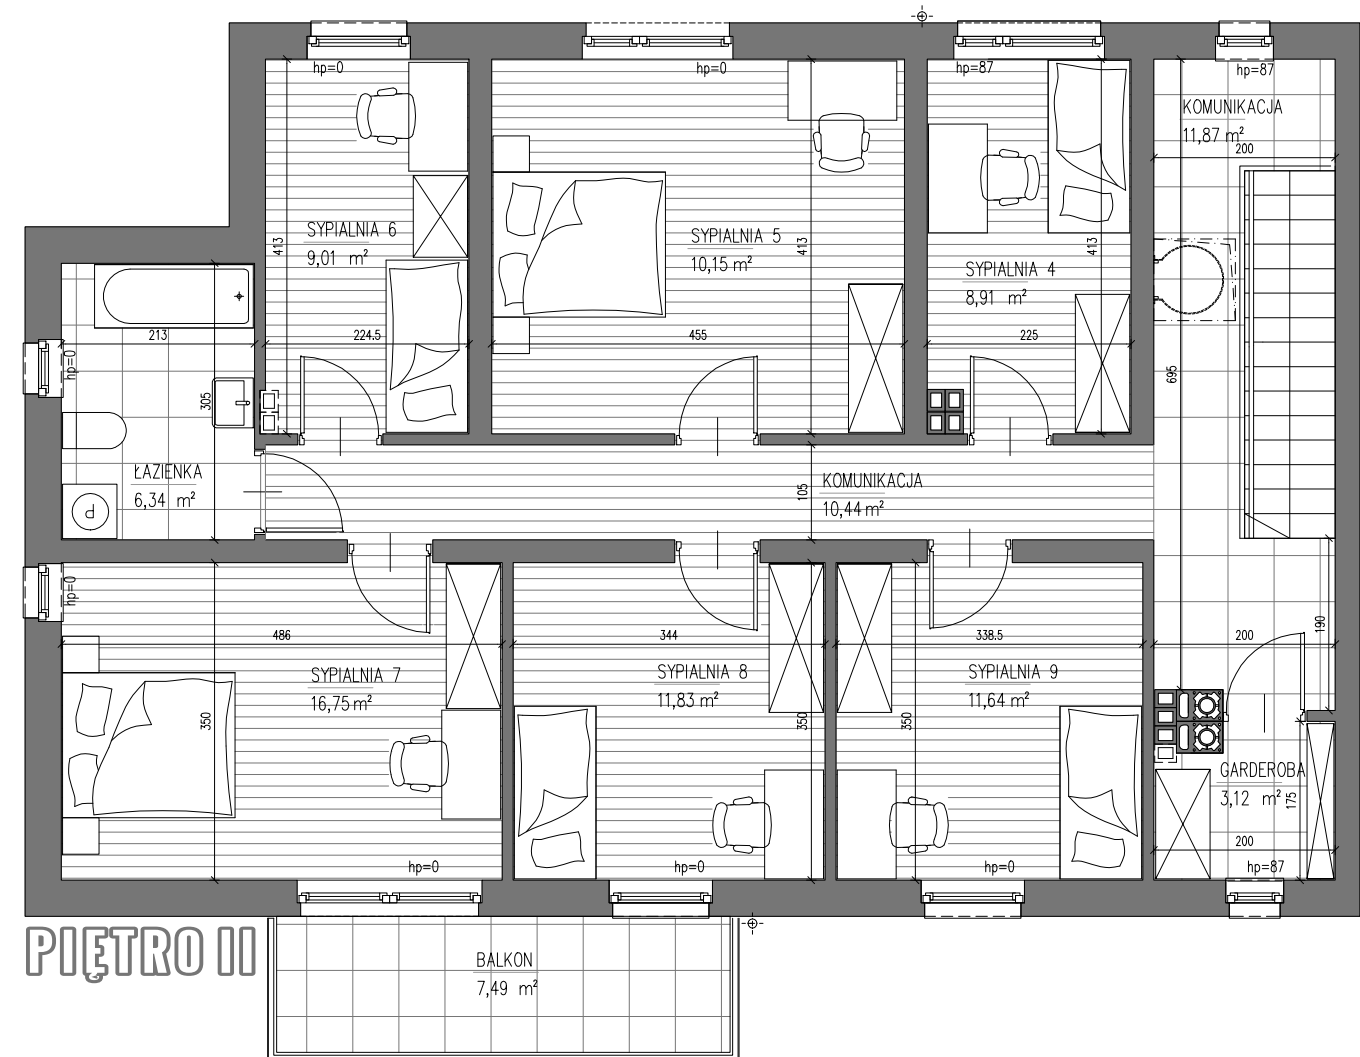 hp=0
hp=0
hp=87
hp=87
KOMUNIKACJA
11,87 m²
200
SYPIALNIA 6
9,01 m²
413
SYPIALNIA 5
10,15 m²
413
SYPIALNIA 4
8,91 m²
413
213
224.5
455
225
hp=0
305
695
ŁAZIENKA
6,34 m²
P
KOMUNIKACJA
10,44 m²
105
hp=0
486
344
338.5
200
190
SYPIALNIA 7
16,75 m²
350
SYPIALNIA 8
11,83 m²
350
SYPIALNIA 9
11,64 m²
350
GARDEROBA
3,12 m²
175
200
hp=0
hp=0
hp=0
hp=87
PIĘTRO II
BALKON
7,49 m²